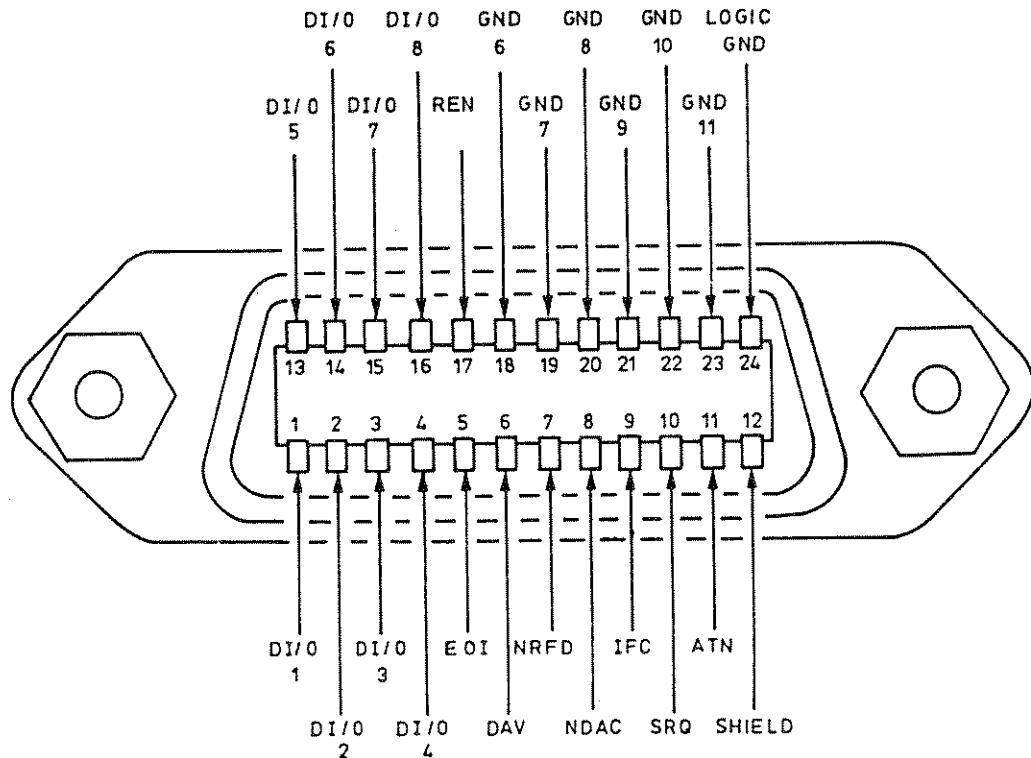 DI/O DI/O GND GND GND LOGIC
6 8 6 8 10 GND
DI/O DI/O REN GND GND GND
5 7 7 9 11
13 14 15 16 17 18 19 20 21 22 23 24
1 2 3 4 5 6 7 8 9 10 11 12
DI/O DI/O EOI NRFD IFC ATN
1 3
DI/O DI/O DAV NDAC SRQ SHIELD
2 4